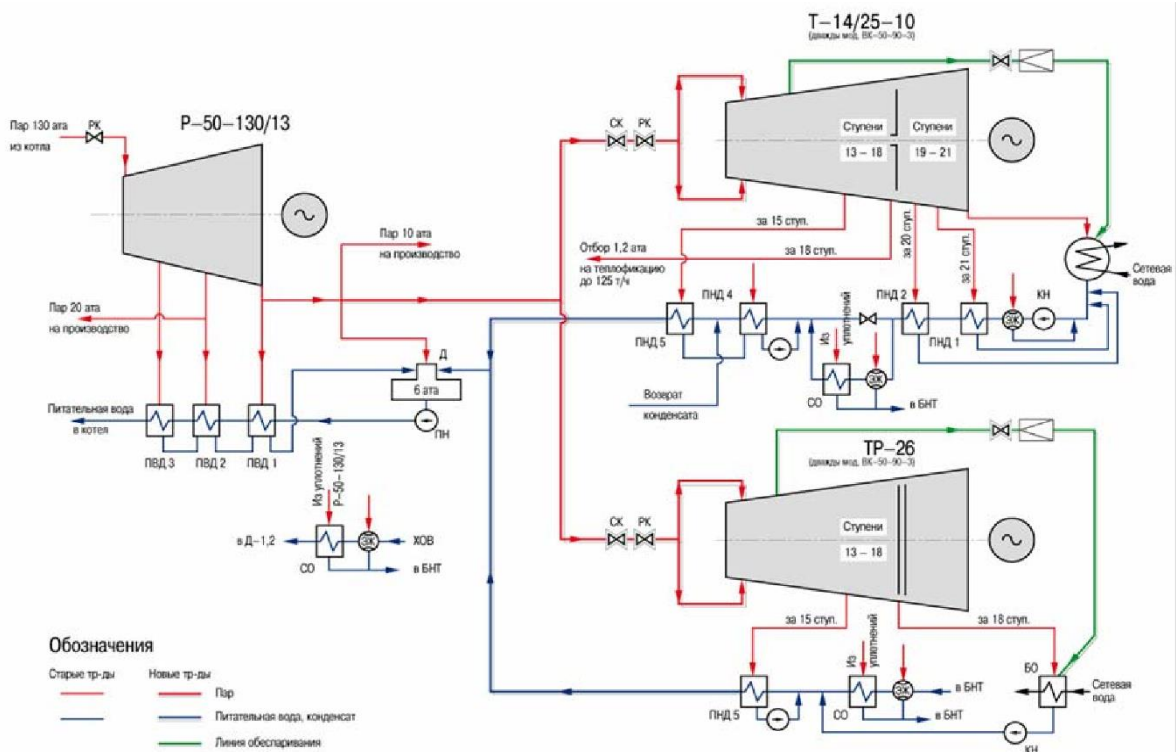 Т–14/25–10
(дважды мод. ВК–50–90–3)
Р–50–130/13
Пар 130 ата
из котла
РК
СК
РК
Ступени
13 – 18
Ступени
19 – 21
за 15 ступ.
за 18 ступ.
за 20 ступ.
за 21 ступ.
Пар 10 ата
на производство
Отбор 1,2 ата
на теплофикацию
до 125 т/ч
Сетевая
вода
Пар 20 ата
на производство
ПНД 5
ПНД 4
Из
уплотнений
ПНД 2
ПНД 1
ЭЖ
КН
СО
ЭЖ
в БНТ
Возврат
конденсата
Д
6 ата
ПН
Питательная вода
в котел
ПВД 3
ПВД 2
ПВД 1
Из уплотнений
Р–50–130/13
в Д–1,2
ЭЖ
ХОВ
СО
в БНТ
ТР–26
(дважды мод. ВК–50–90–3)
СК
РК
Ступени
13 – 18
за 15 ступ.
за 18 ступ.
Из
уплотнений
БО
Сетевая
вода
ПНД 5
СО
ЭЖ
в БНТ
в БНТ
КН
Обозначения
Старые тр-ды
Новые тр-ды
Пар
Питательная вода, конденсат
Линия обеспаривания